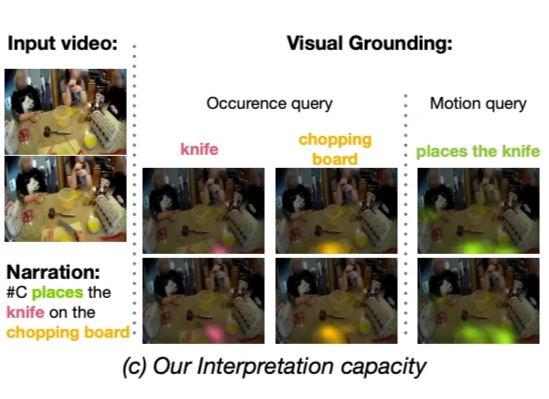 Input video:
Visual Grounding:
Occurence query
Motion query
knife
chopping
board
places the knife
Narration:
#C places the
knife on the
chopping board
(c) Our Interpretation capacity